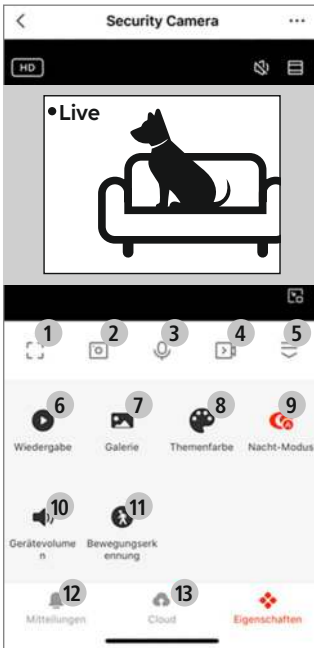 Security Camera
HD
Live
1 2 3 4 5
6 7 8 9
Wiedergabe Galerie Themenfarbe Nacht-Modus
10 11
Gerätevolume Bewegungserk
n ennung
12 13
Mitteilungen Cloud Eigenschaften